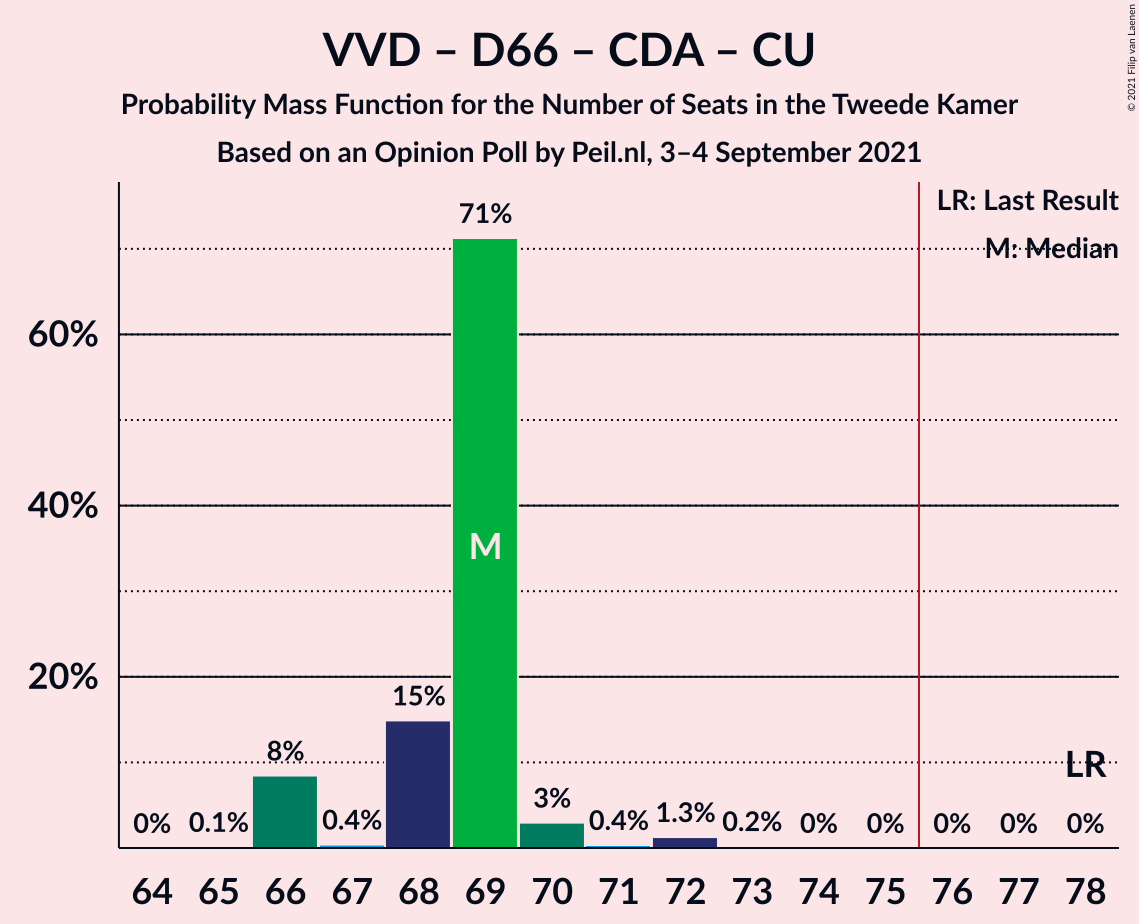 VVD – D66 – CDA – CU
Probability Mass Function for the Number of Seats in the Tweede Kamer
Based on an Opinion Poll by Peil.nl, 3–4 September 2021
© 2021 Filip van Laenen
LR: Last Result
M: Median
60%
40%
20%
0% 0.1% 8% 0.4% 15% 71% 3% 0.4% 1.3% 0.2% 0% 0% 0% 0% 0%
M
LR
64 65 66 67 68 69 70 71 72 73 74 75 76 77 78